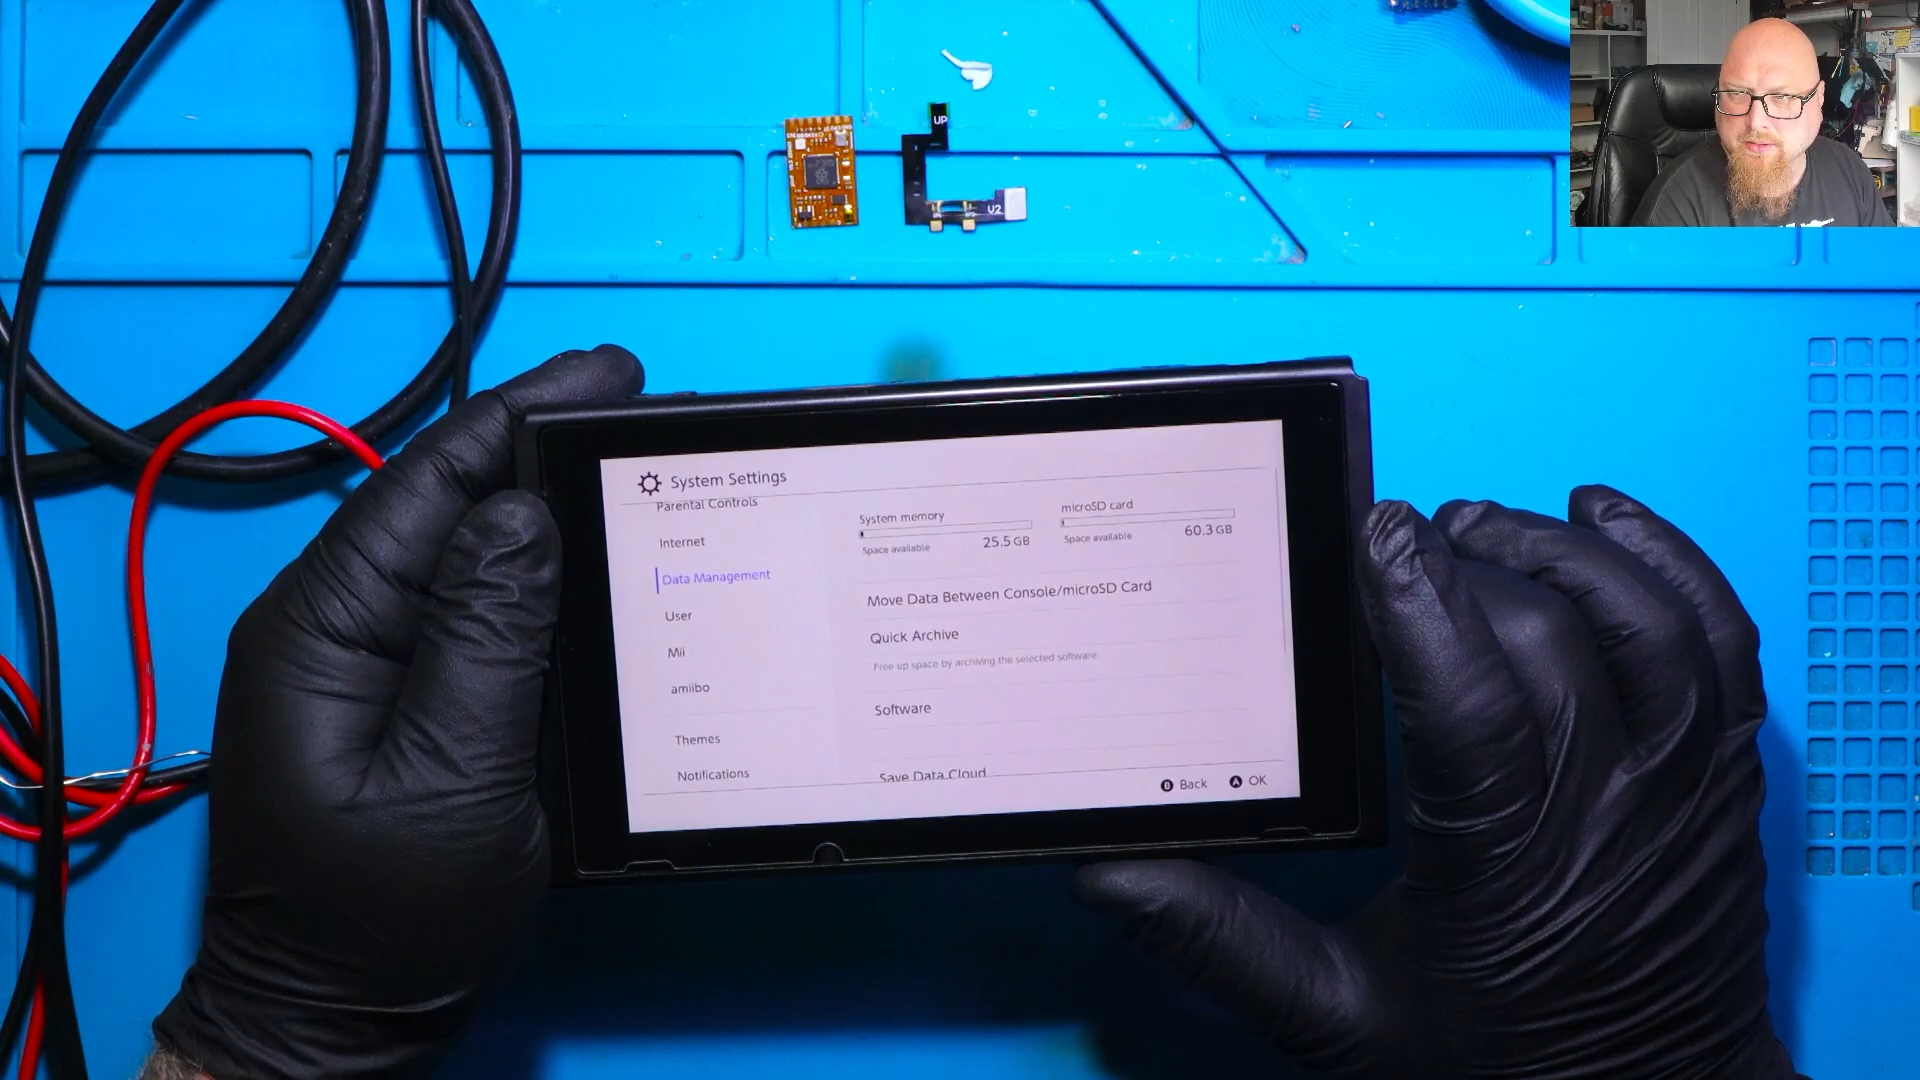 UP
V2
System Settings
Parental Controls
Internet
Data Management
User
Mii
amiibo
Themes
Notifications
System memory
Space available 25.5 GB
microSD card
Space available 60.3 GB
Move Data Between Console/microSD Card
Quick Archive
Free up space by archiving the selected software.
Software
Save Data Cloud
B Back
A OK